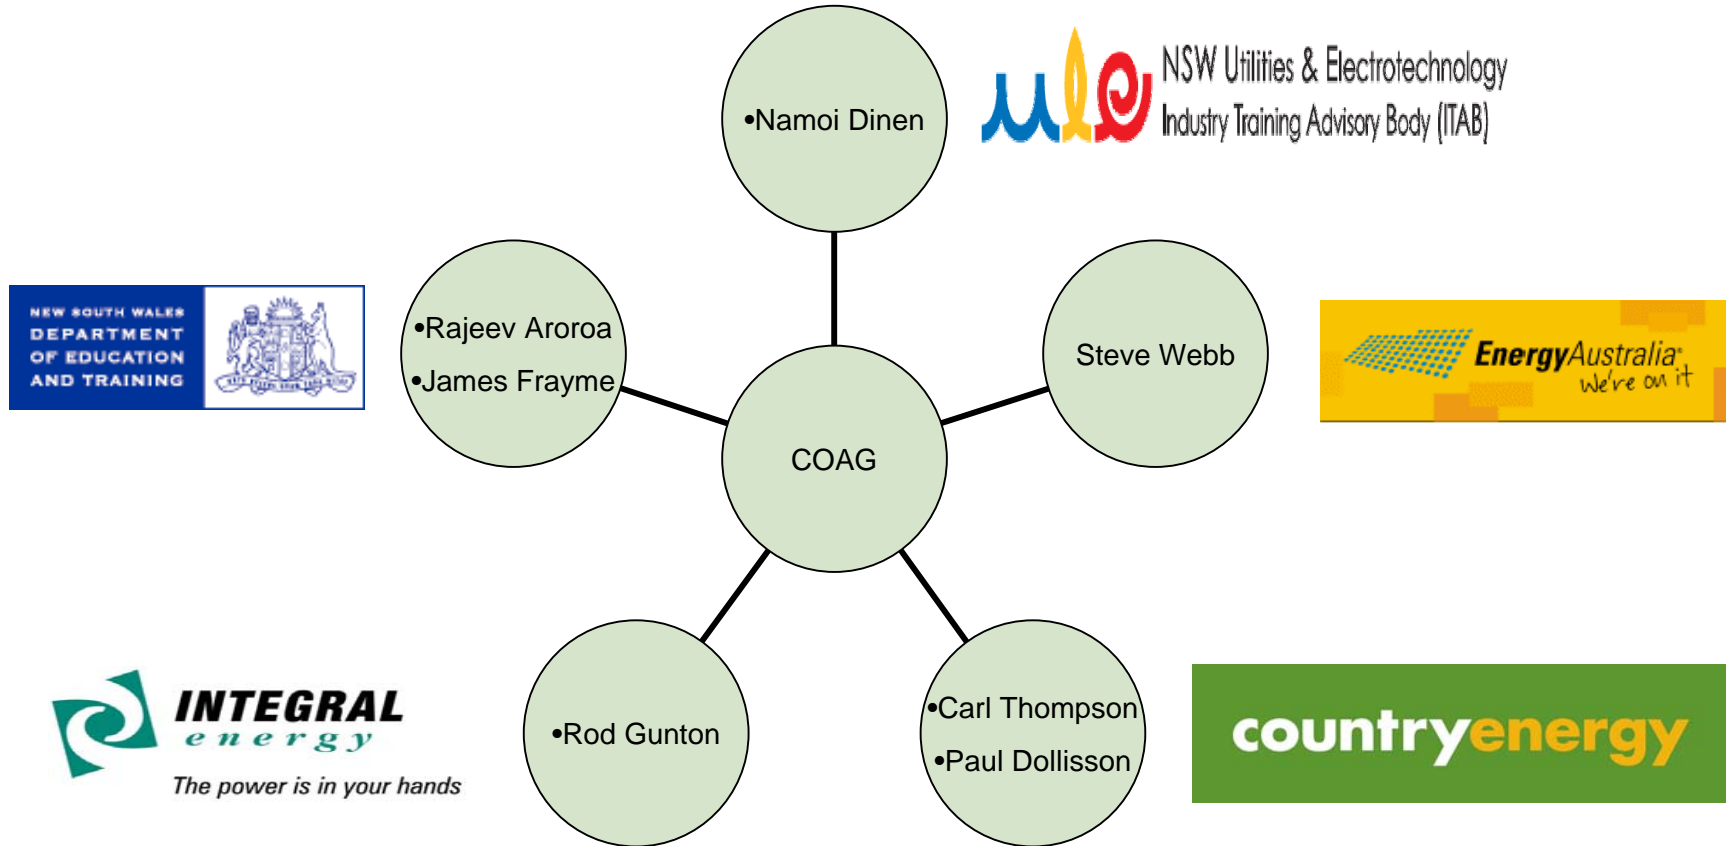 •Namoi Dinen
ule
NSW Utilities & Electrotechnology
Industry Training Advisory Body (ITAB)
NEW SOUTH WALES
DEPARTMENT
OF EDUCATION
AND TRAINING
•Rajeev Aroroa
•James Frayme
Steve Webb
EnergyAustralia
We're on it
COAG
INTEGRAL
energy
The power is in your hands
•Rod Gunton
•Carl Thompson
•Paul Dollisson
countryenergy